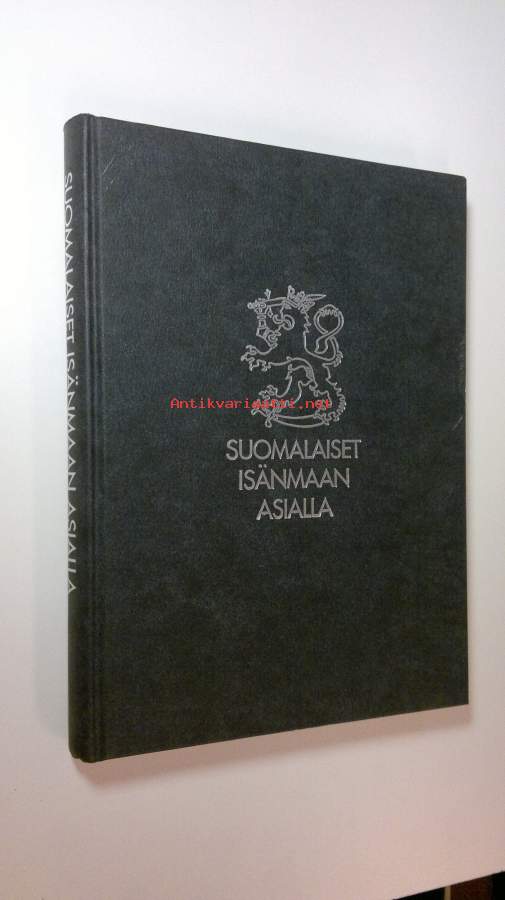 SUOMALAISET ISÄNMAAN ASIALLA
Antikvariaatti.net
SUOMALAISET
ISÄNMAAN
ASIALLA